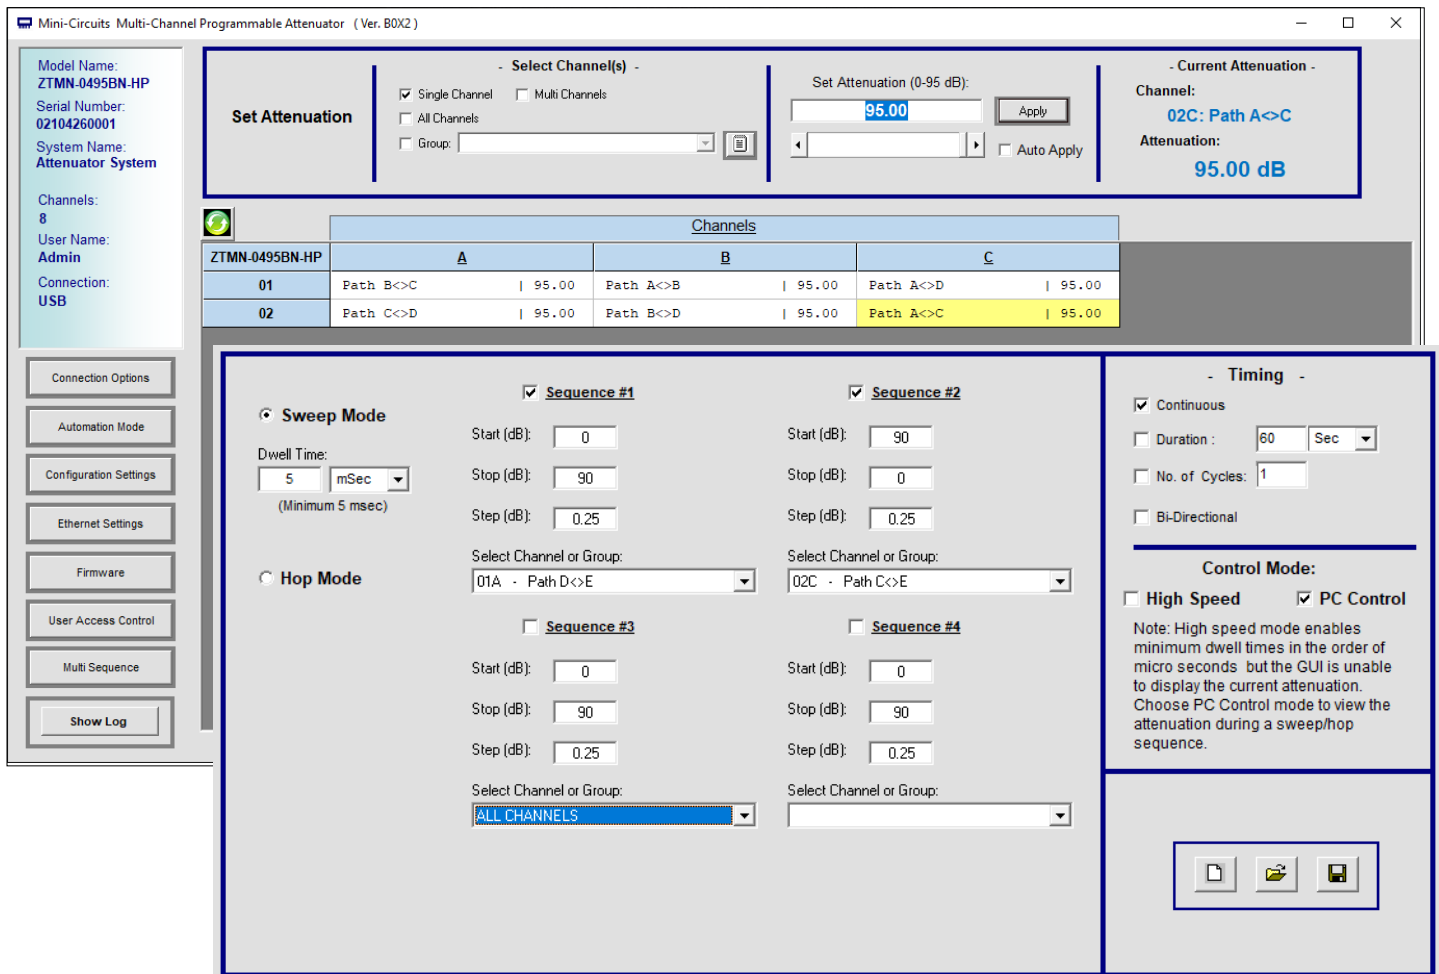 Mini-Circuits  Multi-Channel Programmable Attenuator  ( Ver. B0X2 )
Model Name:
ZTMN-0495BN-HP
Serial Number:
02104260001
System Name:
Attenuator System
Channels:
8
User Name:
Admin
Connection:
USB
Set Attenuation
- Select Channel(s) -
Single Channel
Multi Channels
All Channels
Group:
Set Attenuation (0-95 dB):
95.00
Apply
Auto Apply
- Current Attenuation -
Channel:
02C: Path A<>C
Attenuation:
95.00 dB
Channels
ZTMN-0495BN-HP A B C
01 Path B<>C | 95.00 Path A<>B | 95.00 Path A<>D | 95.00
02 Path C<>D | 95.00 Path B<>D | 95.00 Path A<>C | 95.00
Connection Options
Automation Mode
Configuration Settings
Ethernet Settings
Firmware
User Access Control
Multi Sequence
Show Log
Sweep Mode
Dwell Time:
5 mSec
(Minimum 5 msec)
Hop Mode
Sequence #1
Start (dB): 0
Stop (dB): 90
Step (dB): 0.25
Select Channel or Group:
01A - Path D<>E
Sequence #2
Start (dB): 90
Stop (dB): 0
Step (dB): 0.25
Select Channel or Group:
02C - Path C<>E
Sequence #3
Start (dB): 0
Stop (dB): 90
Step (dB): 0.25
Select Channel or Group:
ALL CHANNELS
Sequence #4
Start (dB): 0
Stop (dB): 90
Step (dB): 0.25
Select Channel or Group:
- Timing -
Continuous
Duration : 60 Sec
No. of Cycles: 1
Bi-Directional
Control Mode:
High Speed
PC Control
Note: High speed mode enables
minimum dwell times in the order of
micro seconds but the GUI is unable
to display the current attenuation.
Choose PC Control mode to view the
attenuation during a sweep/hop
sequence.